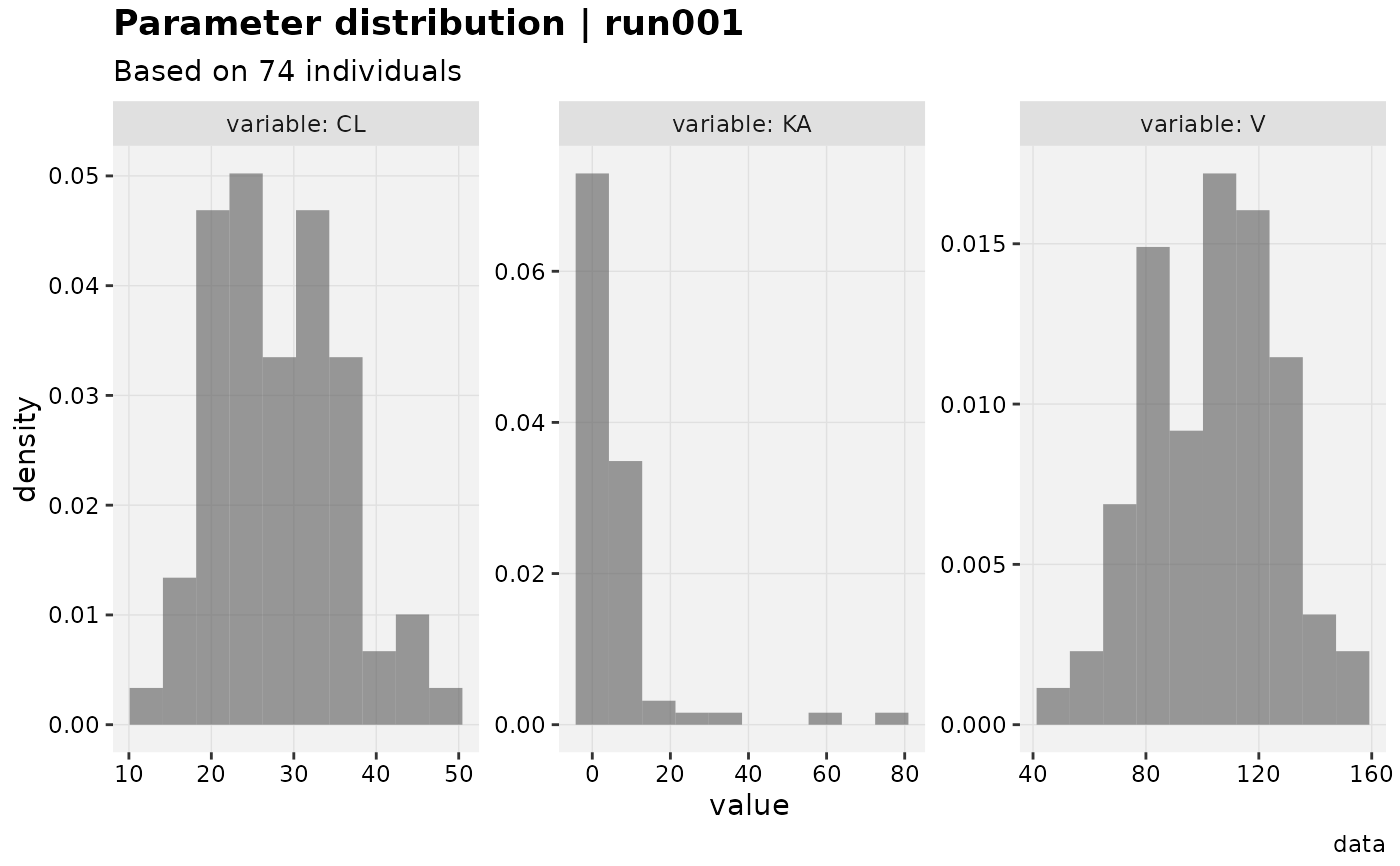 Parameter distribution | run001
Based on 74 individuals
variable: CL
variable: KA
variable: V
density
0.05
0.04
0.03
0.02
0.01
0.00
0.06
0.04
0.02
0.00
0.015
0.010
0.005
0.000
10 20 30 40 50
0 20 40 60 80
40 80 120 160
value
data